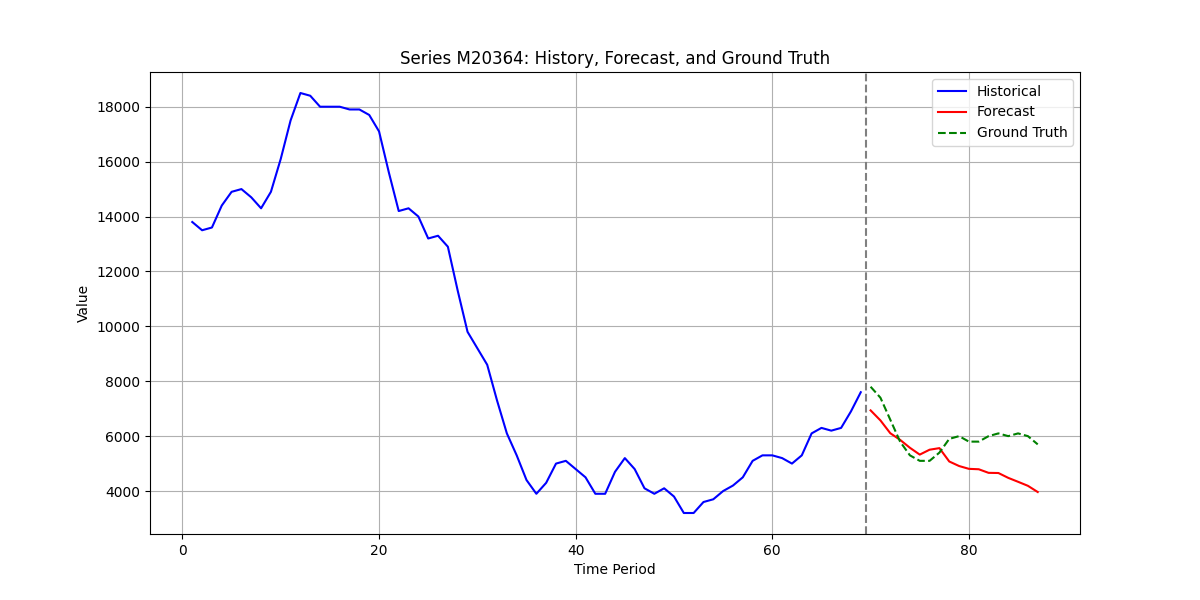 Series M20364: History, Forecast, and Ground Truth
Historical
Forecast
Ground Truth
18000
16000
14000
12000
10000
8000
6000
4000
Value
0
20
40
60
80
Time Period